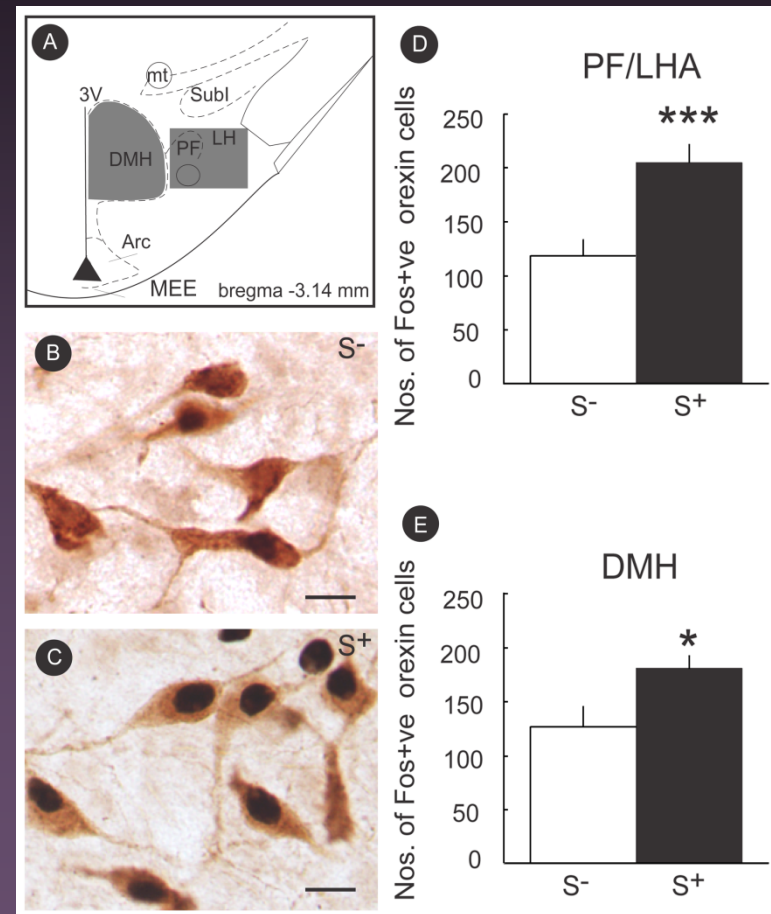 A
mt
3V
SubI
DMH
PF
LH
Arc
MEE
bregma -3.14 mm
B
S-
C
S+
D
PF/LHA
Nos. of Fos+ve orexin cells
250
***
200
150
100
50
0
S-
S+
E
DMH
Nos. of Fos+ve orexin cells
250
*
200
150
100
50
0
S-
S+